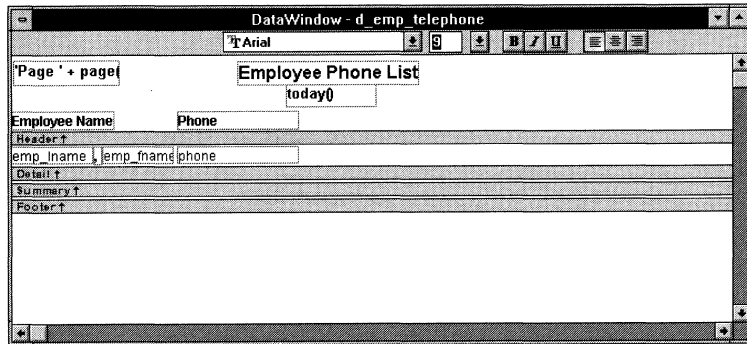 DataWindow - d_emp_telephone
Arial 9 B I U
'Page ' + page( Employee Phone List
today()
Employee Name Phone
Header ↑
emp_lname , emp_fname phone
Detail ↑
Summary ↑
Footer ↑